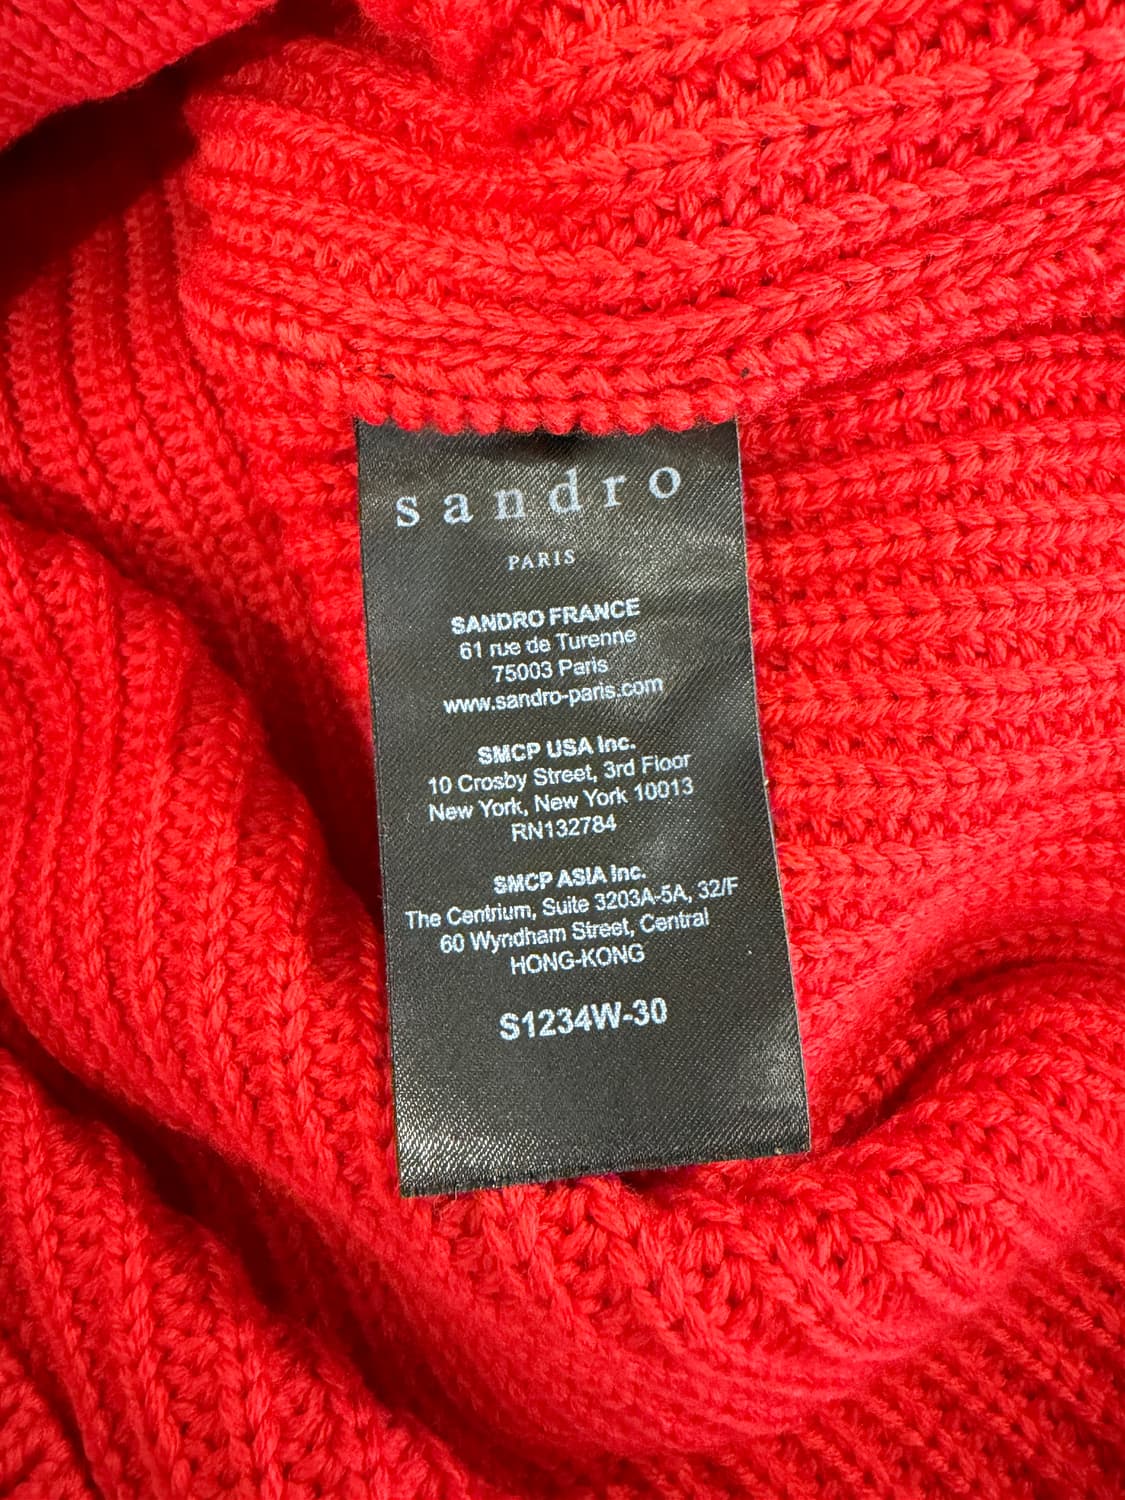 sandro
PARIS
SANDRO FRANCE
61 rue de Turenne
75003 Paris
www.sandro-paris.com
SMCP USA Inc.
10 Crosby Street, 3rd Floor
New York, New York 10013
RN132784
SMCP ASIA Inc.
The Centrium, Suite 3203A-5A, 32/F
60 Wyndham Street, Central
HONG-KONG
S1234W-30